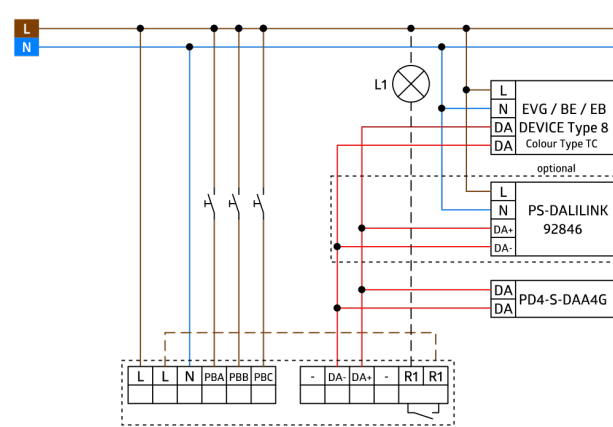 L
N
L1
L
N EVG / BE / EB
DA DEVICE Type 8
DA Colour Type TC
optional
L
N PS-DALILINK
DA+ 92846
DA-
DA
DA PD4-S-DAA4G
L L N PBA PBB PBC - DA- DA+ - R1 R1